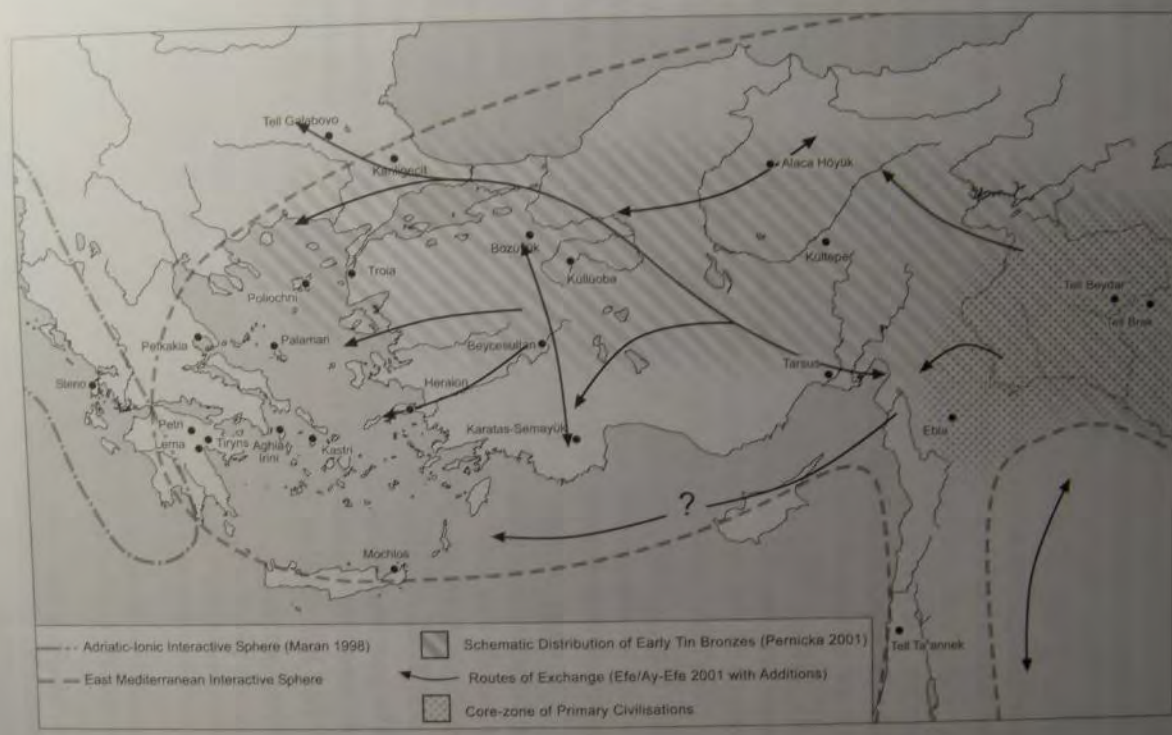 Tell Galabovo
Kanligecit
Alaca Höyük
Bozüyük
Küllüoba
Kültepe
Troia
Poliochni
Tell Beydar
Tell Brak
Pefkakia
Palamari
Beycesultan
Steno
Heraion
Tarsus
Petri
Lerna
Tiryns
Aghia
Irini
Kastri
Karatas-Semayük
Ebla
?
Mochlos
Tell Ta'annek
Adriatic-Ionic Interactive Sphere (Maran 1998)
East Mediterranean Interactive Sphere
Schematic Distribution of Early Tin Bronzes (Pernicka 2001)
Routes of Exchange (Efe/Ay-Efe 2001 with Additions)
Core-zone of Primary Civilisations